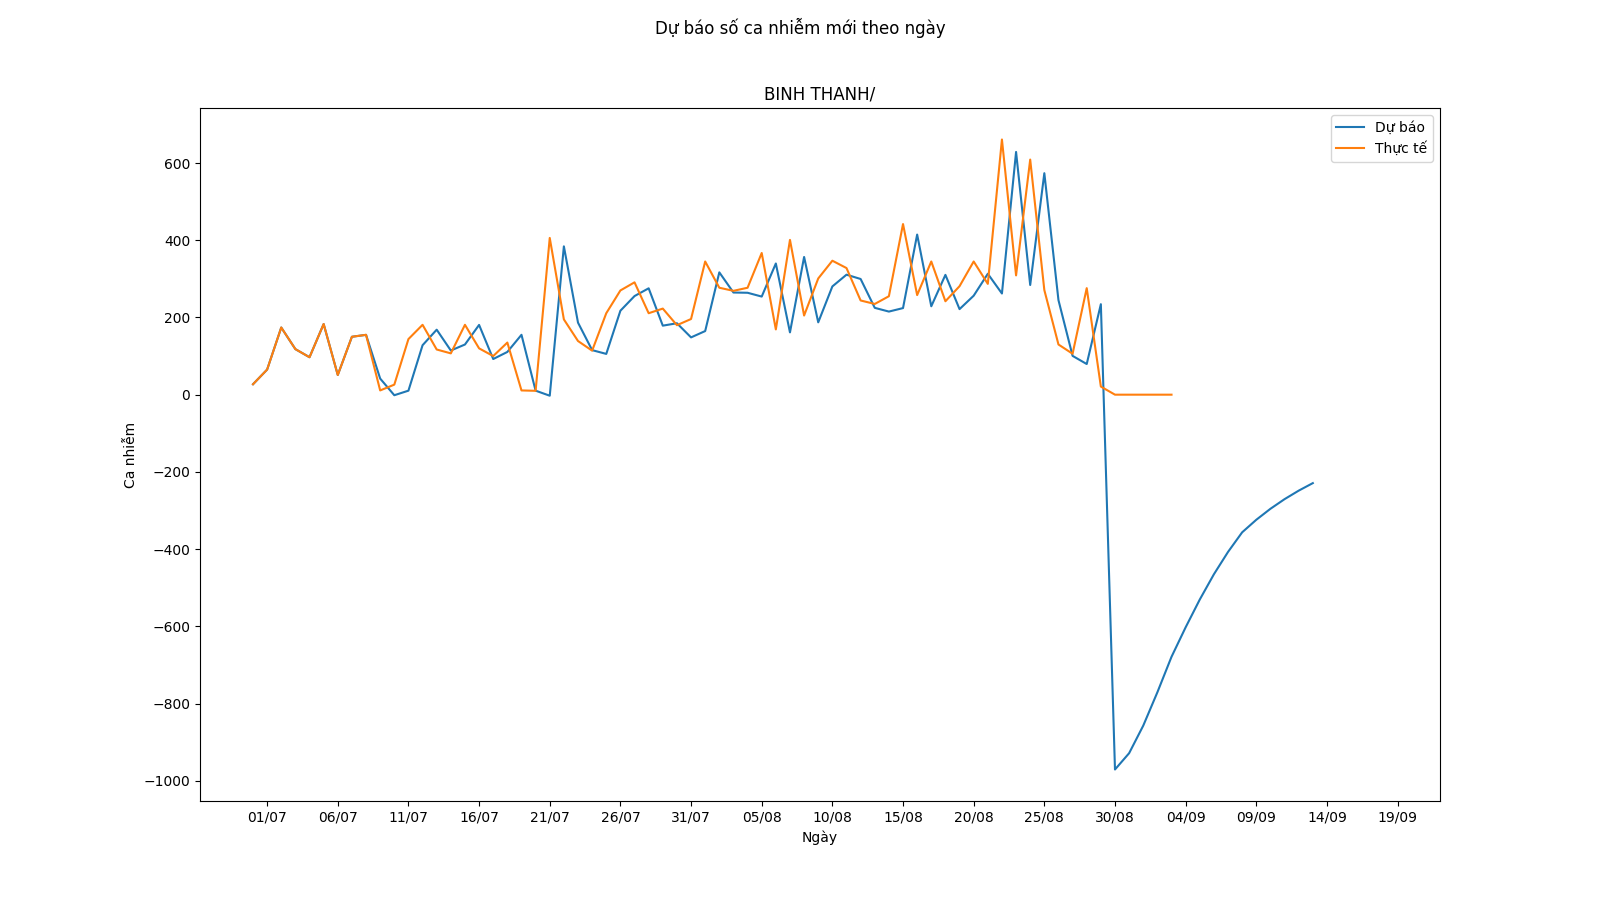 Dự báo số ca nhiễm mới theo ngày
BINH THANH/
Dự báo
Thực tế
600
400
200
0
−200
−400
−600
−800
−1000
Ca nhiễm
01/07 06/07 11/07 16/07 21/07 26/07 31/07 05/08 10/08 15/08 20/08 25/08 30/08 04/09 09/09 14/09 19/09
Ngày